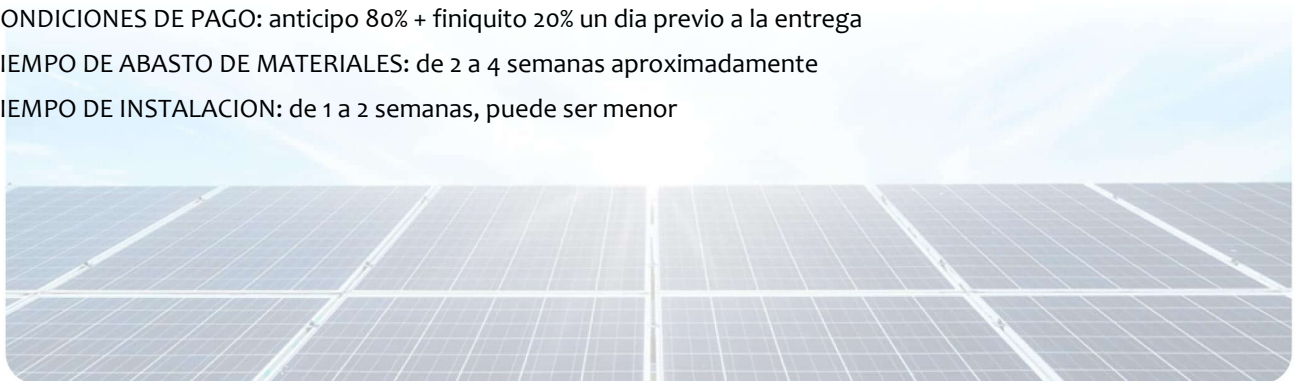 ONDICIONES DE PAGO: anticipo 80% + finiquito 20% un dia previo a la entrega
IEMPO DE ABASTO DE MATERIALES: de 2 a 4 semanas aproximadamente
IEMPO DE INSTALACION: de 1 a 2 semanas, puede ser menor